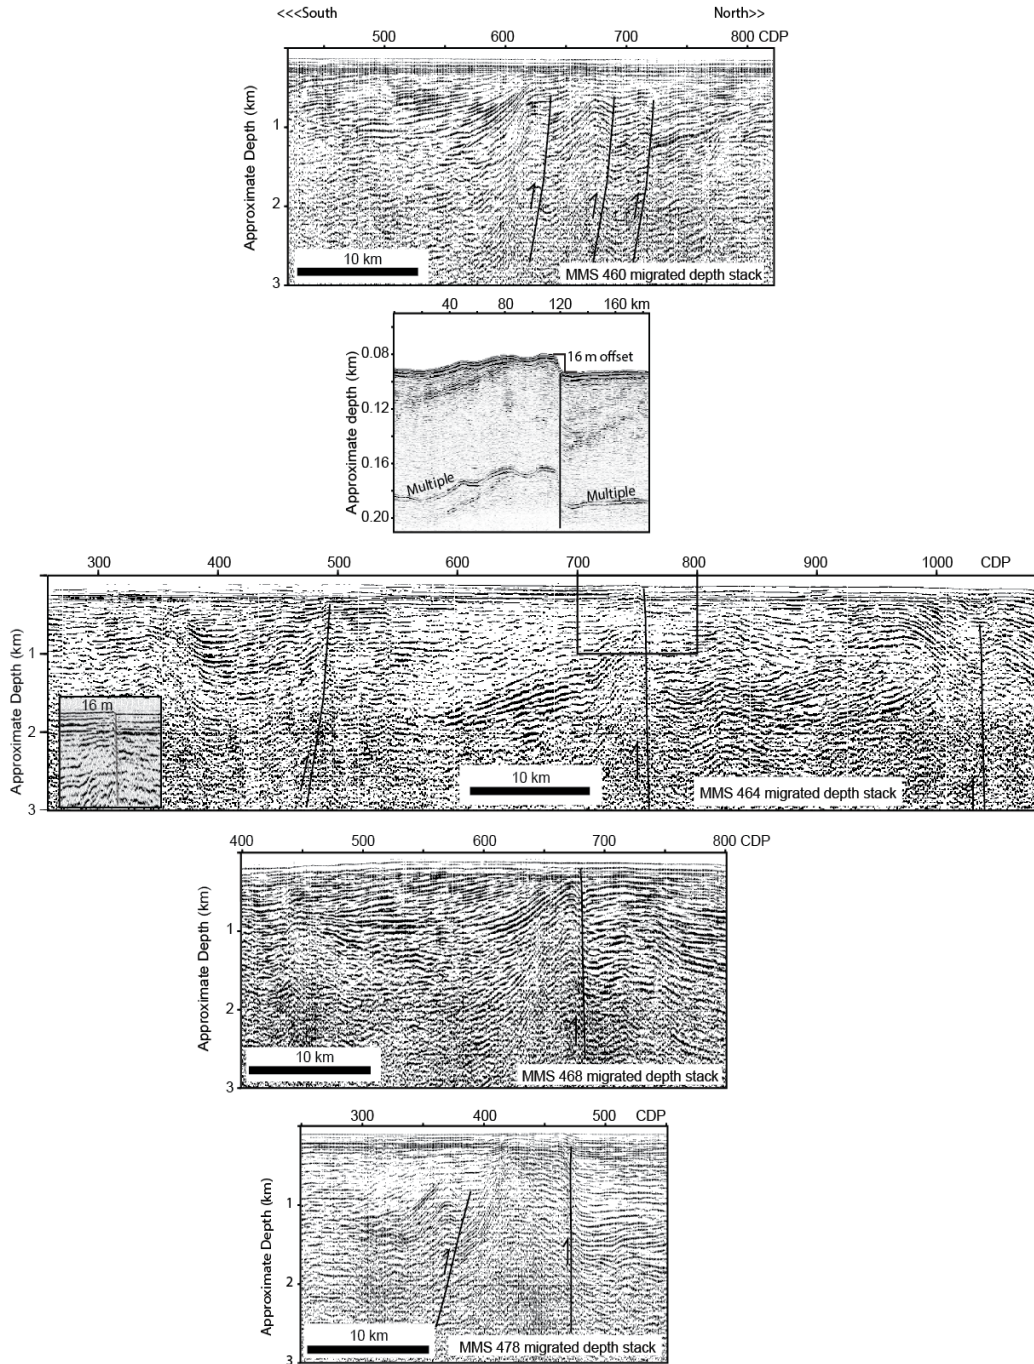 <<<South North>>
500 600 700 800 CDP
Approximate Depth (km)
1
2
3
10 km
MMS 460 migrated depth stack
40 80 120 160 km
Approximate depth (km)
0.08
0.12
0.16
0.20
16 m offset
Multiple
Multiple
300 400 500 600 700 800 900 1000 CDP
Approximate Depth (km)
1
2
3
16 m
10 km
MMS 464 migrated depth stack
400 500 600 700 800 CDP
Approximate Depth (km)
1
2
3
10 km
MMS 468 migrated depth stack
300 400 500 CDP
Approximate Depth (km)
1
2
3
10 km
MMS 478 migrated depth stack